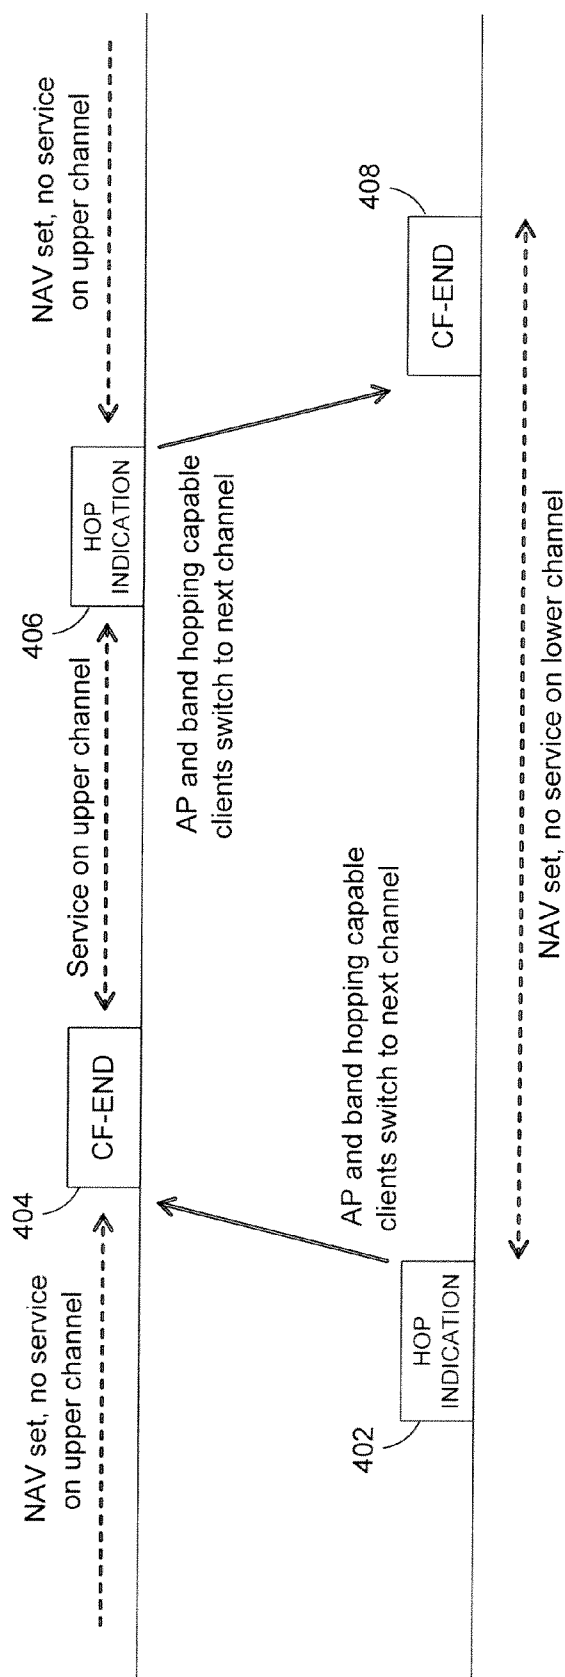 NAV set, no service
on upper channel
404
CF-END
Service on upper channel
406
HOP
INDICATION
NAV set, no service
on upper channel
AP and band hopping capable
clients switch to next channel
AP and band hopping capable
clients switch to next channel
402
HOP
INDICATION
408
CF-END
NAV set, no service on lower channel